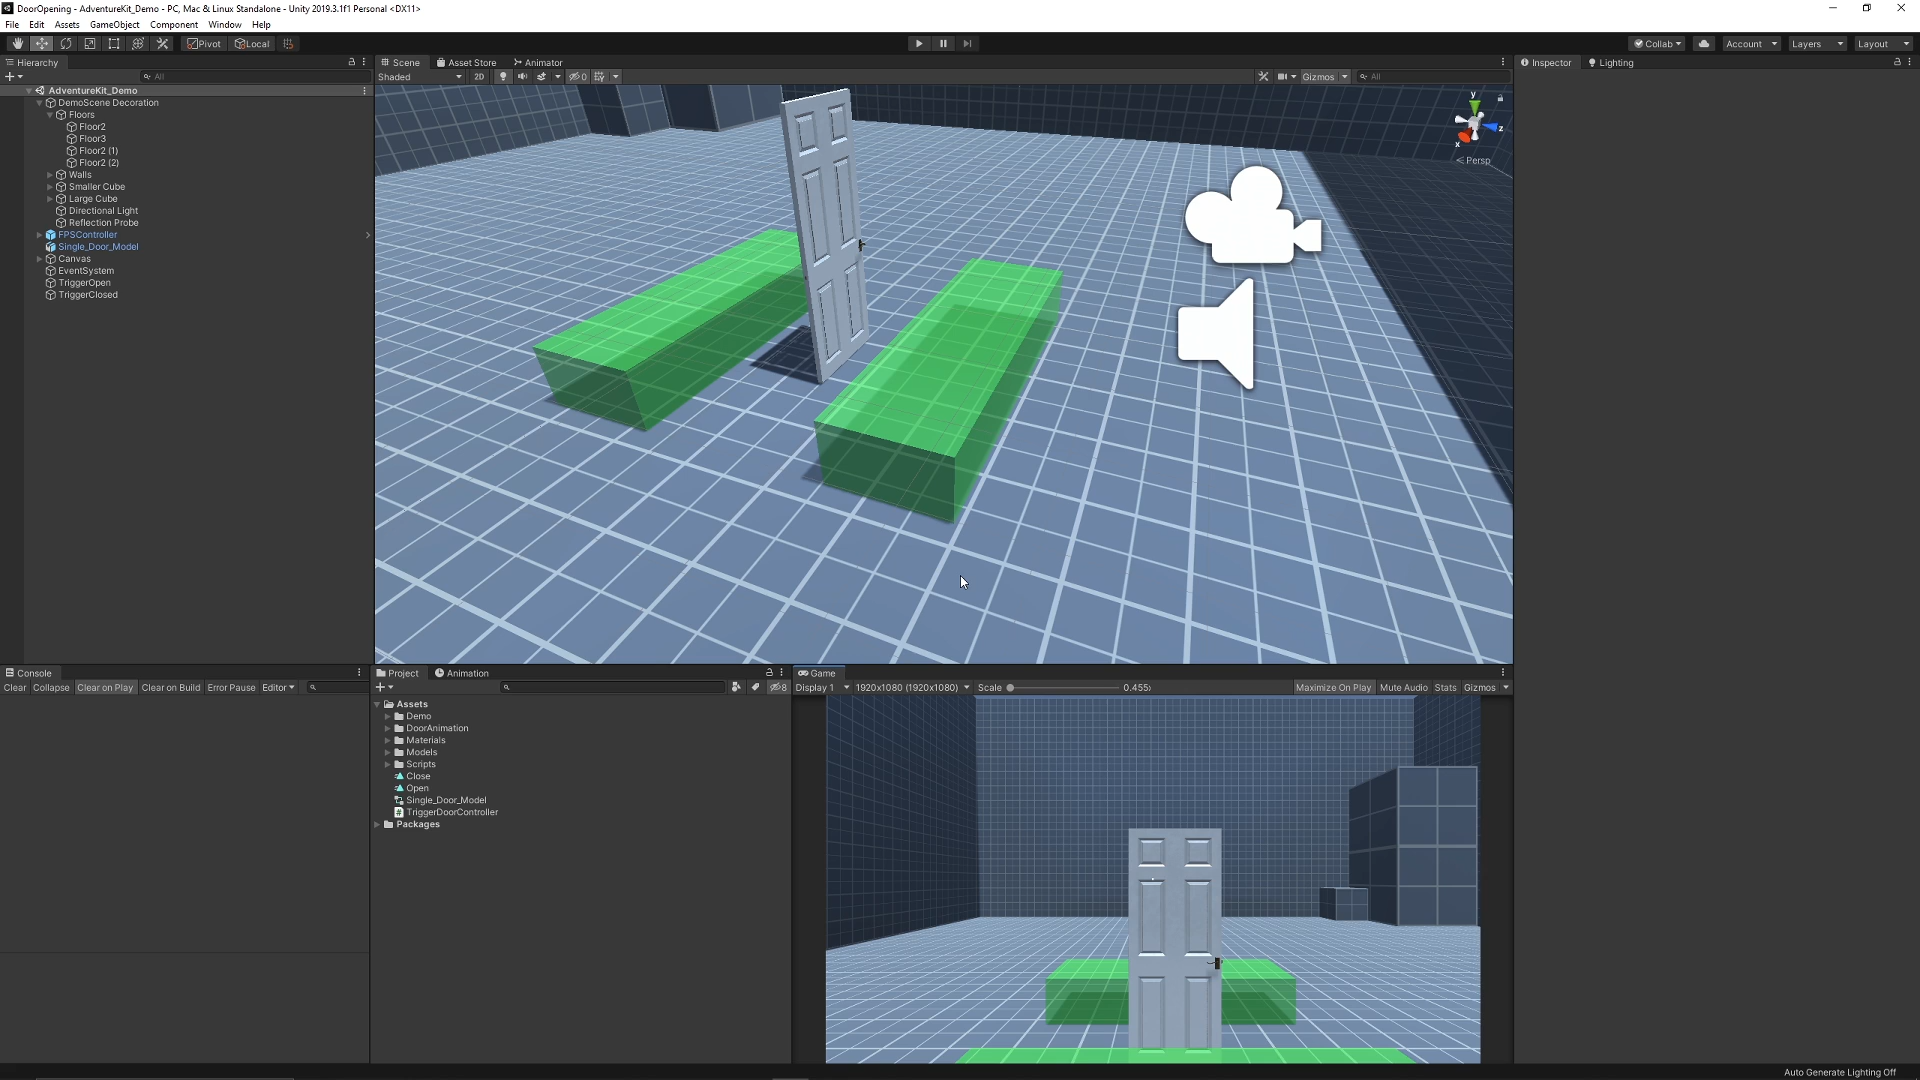 DoorOpening - AdventureKit_Demo - PC, Mac & Linux Standalone - Unity 2019.3.1f1 Personal <DX11>
File Edit Assets GameObject Component Window Help
Pivot Local Collab Account Layers Layout
Hierarchy
All
AdventureKit_Demo
DemoScene Decoration
Floors
Floor2
Floor3
Floor2 (1)
Floor2 (2)
Walls
Smaller Cube
Large Cube
Directional Light
Reflection Probe
FPSController
Single_Door_Model
Canvas
EventSystem
TriggerOpen
TriggerClosed
Scene Asset Store Animator
Shaded 2D 0 Gizmos All
y
z
x
Persp
Inspector Lighting
Console
Clear Collapse Clear on Play Clear on Build Error Pause Editor
Project Animation
8
Assets
Demo
DoorAnimation
Materials
Models
Scripts
Close
Open
Single_Door_Model
TriggerDoorController
Packages
Game
Display 1 1920x1080 (1920x1080) Scale 0.455x Maximize On Play Mute Audio Stats Gizmos
Auto Generate Lighting Off